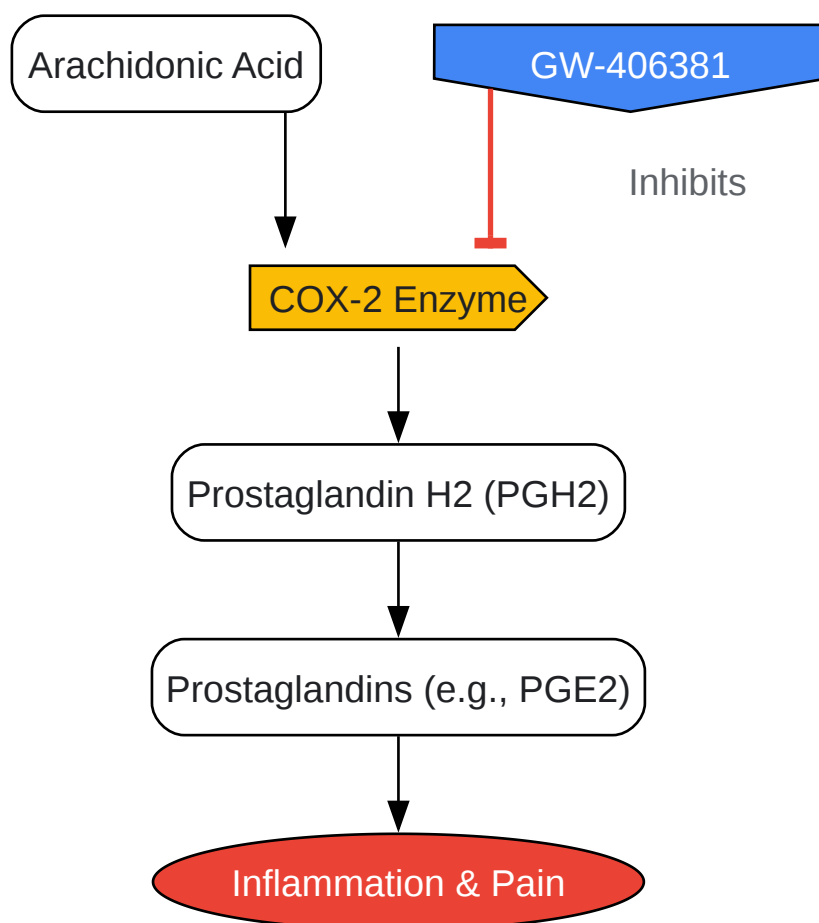 Arachidonic Acid
GW-406381
Inhibits
COX-2 Enzyme
Prostaglandin H2 (PGH2)
Prostaglandins (e.g., PGE2)
Inflammation & Pain